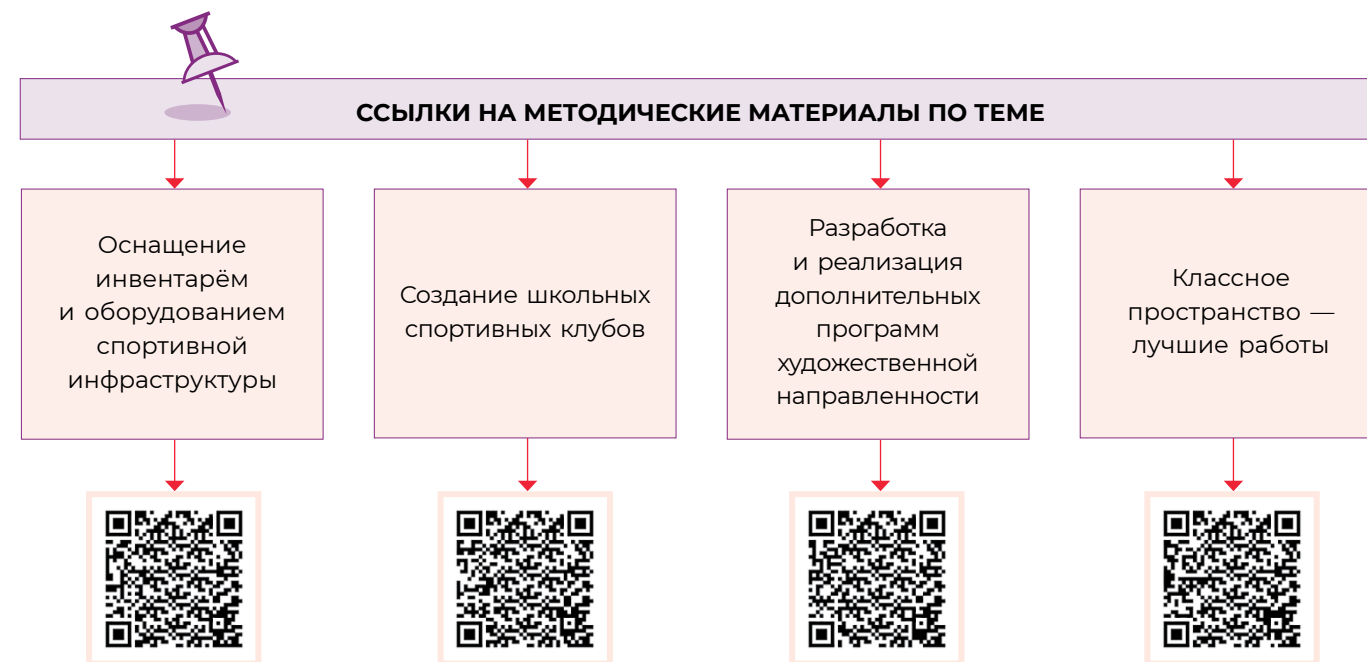 ССЫЛКИ НА МЕТОДИЧЕСКИЕ МАТЕРИАЛЫ ПО ТЕМЕ
Оснащение
инвентарём
и оборудованием
спортивной
инфраструктуры
Создание школьных
спортивных клубов
Разработка
и реализация
дополнительных
программ
художественной
направленности
Классное
пространство —
лучшие работы